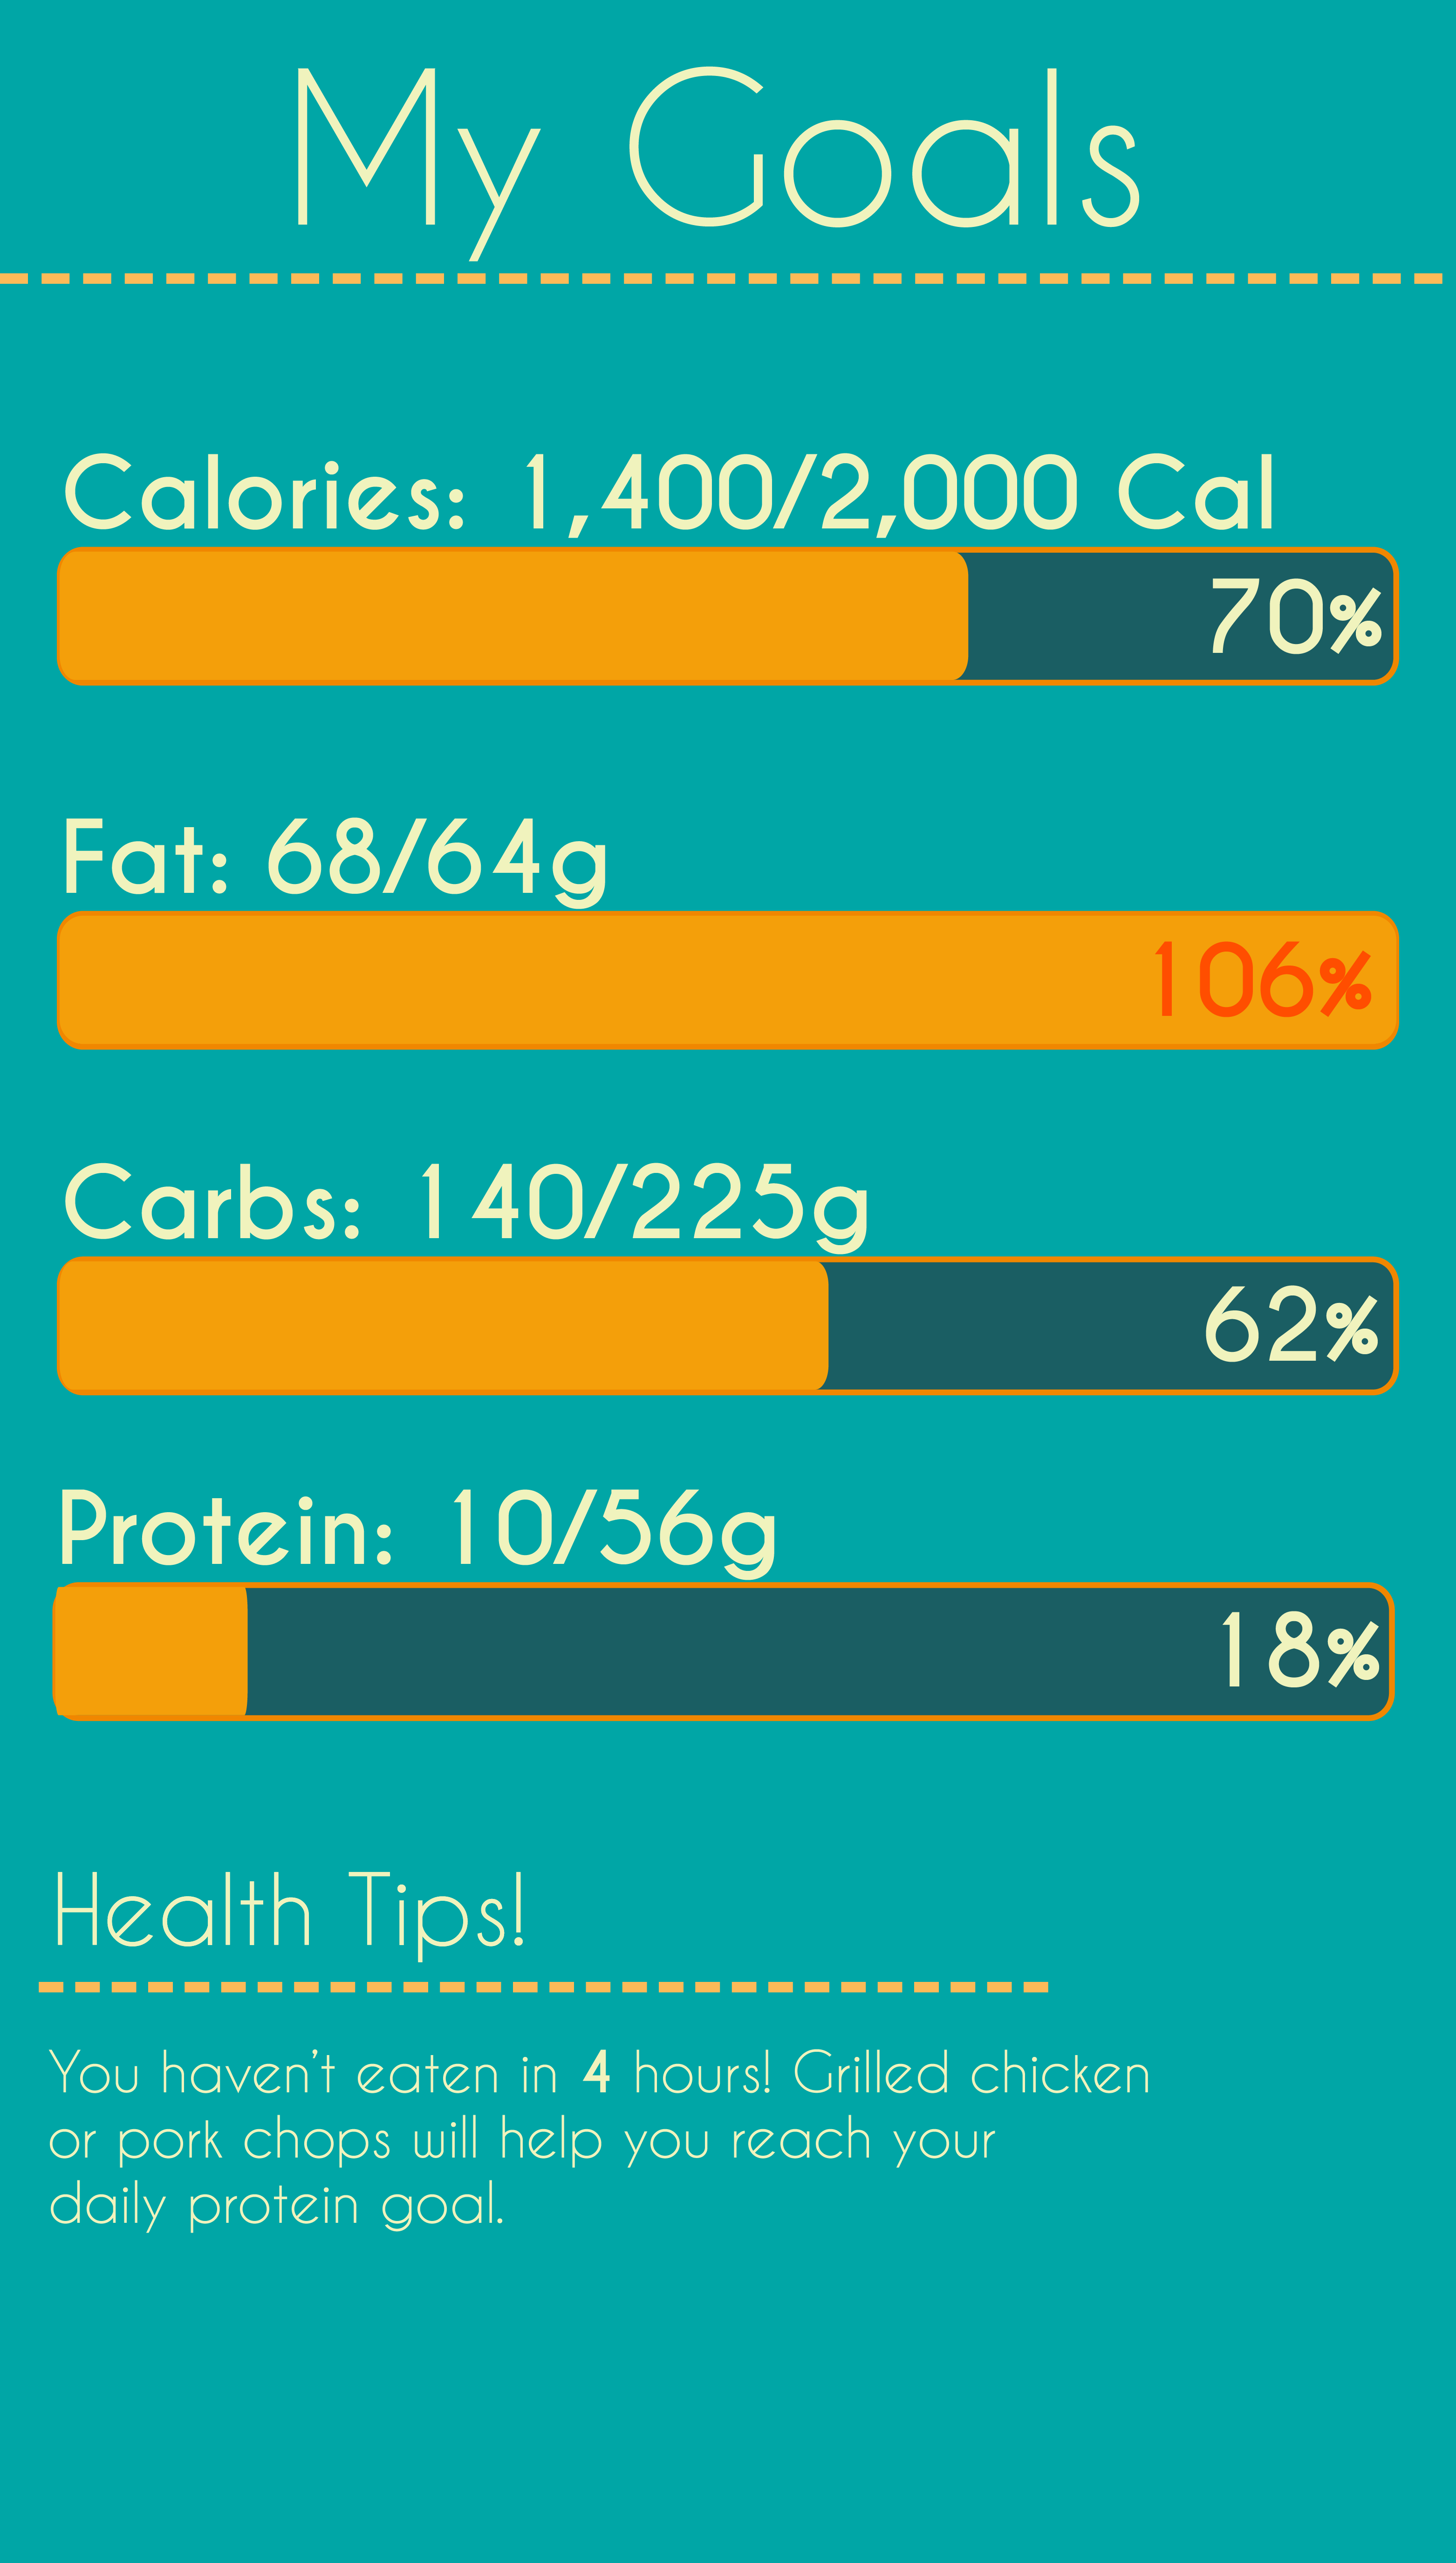 My Goals
Calories: 1,400/2,000 Cal
70%
Fat: 68/64g
106%
Carbs: 140/225g
62%
Protein: 10/56g
18%
Health Tips!
You haven't eaten in 4 hours! Grilled chicken
or pork chops will help you reach your
daily protein goal.